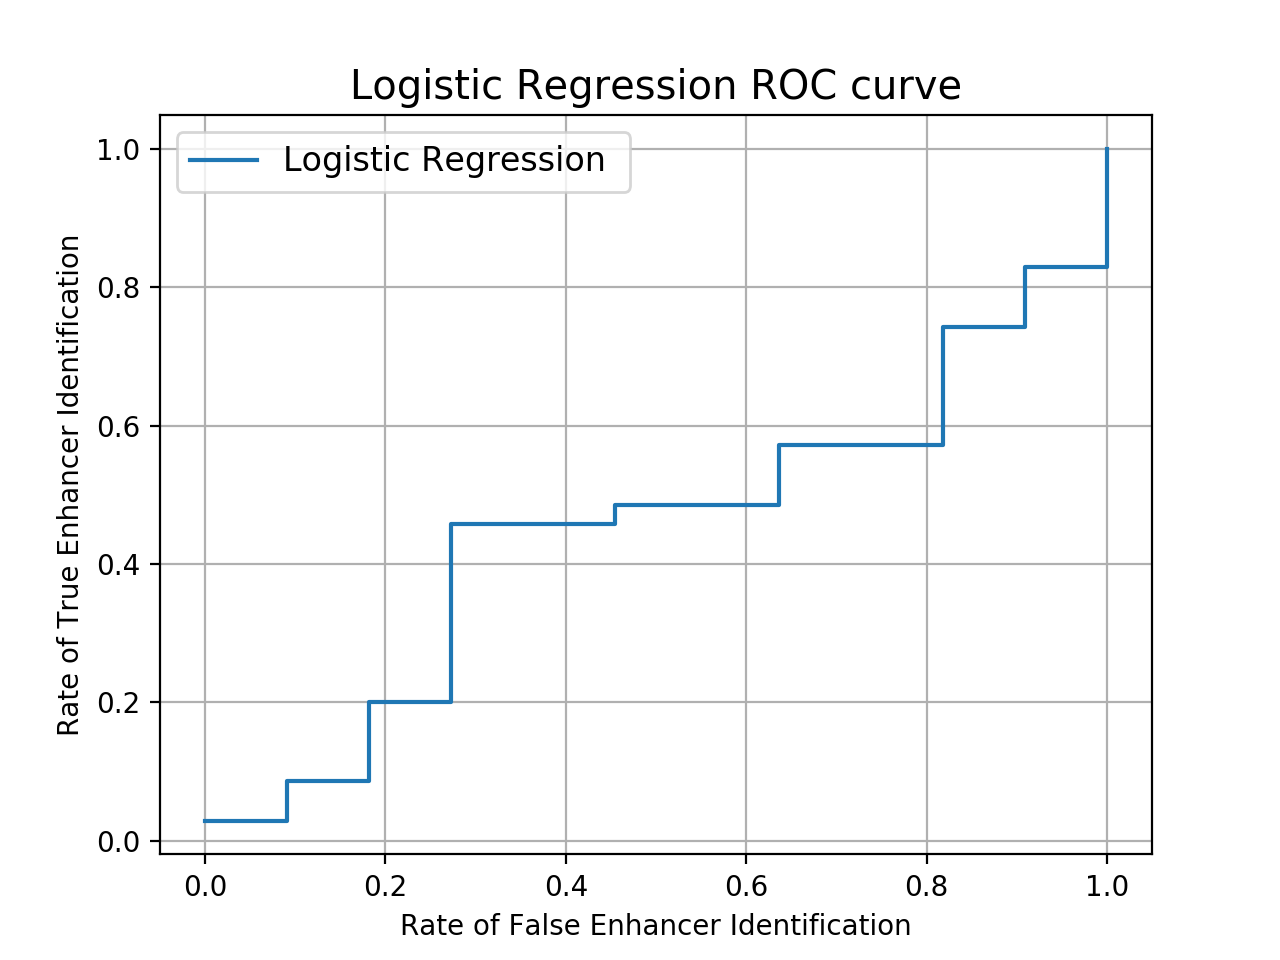 Logistic Regression ROC curve
Logistic Regression
1.0
0.8
0.6
0.4
0.2
0.0
Rate of True Enhancer Identification
0.0 0.2 0.4 0.6 0.8 1.0
Rate of False Enhancer Identification